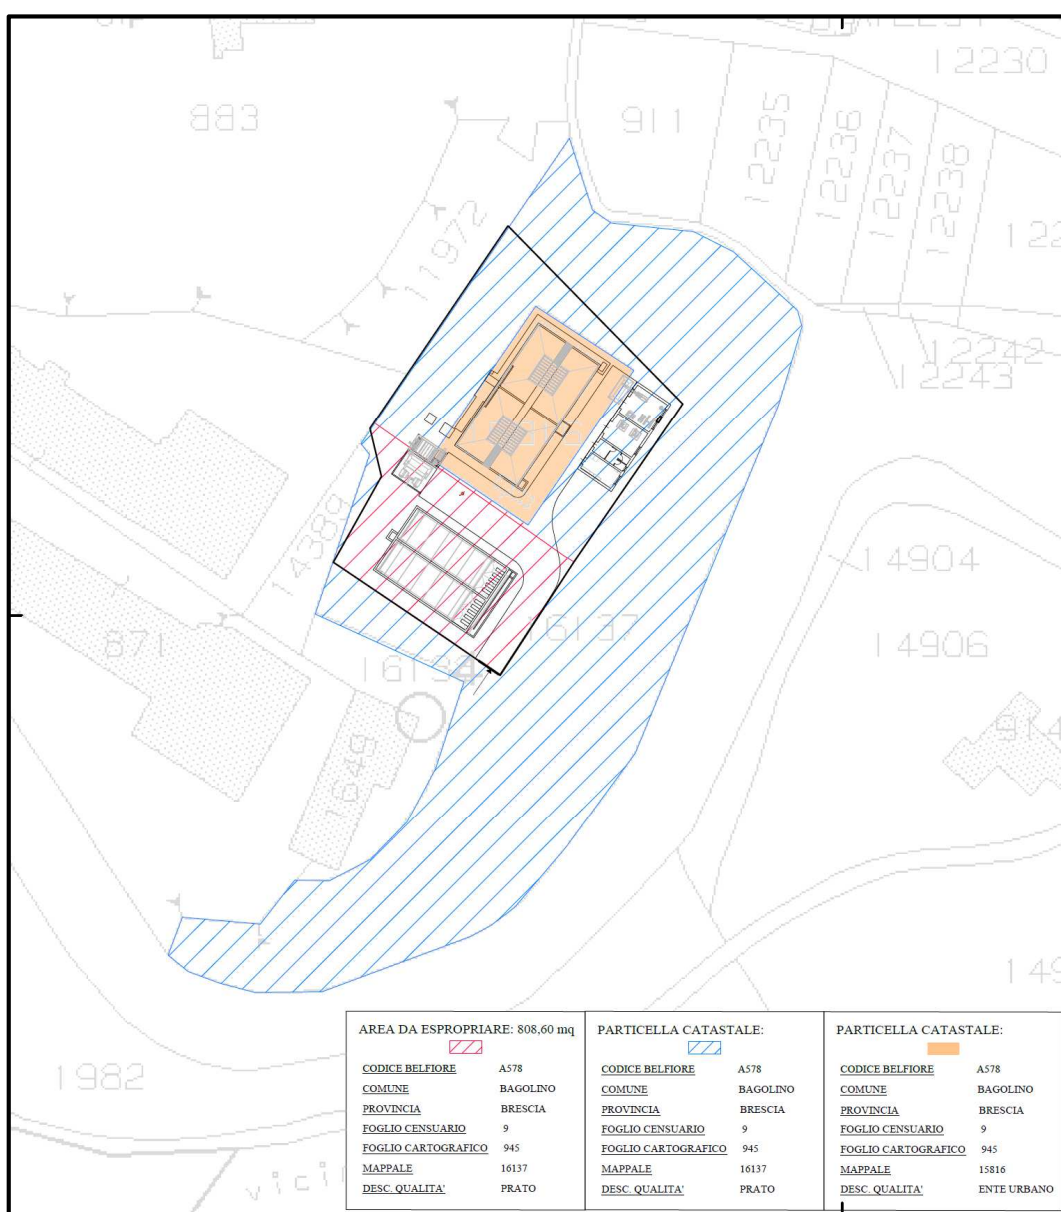 12230
883
911
12235
12236
12237
12238
11972
12242
12243
14389
14904
16137
871
14906
1649
1982
vici
AREA DA ESPROPRIARE: 808,60 mq
CODICE BELFIORE A578
COMUNE BAGOLINO
PROVINCIA BRESCIA
FOGLIO CENSUARIO 9
FOGLIO CARTOGRAFICO 945
MAPPALE 16137
DESC. QUALITA' PRATO
PARTICELLA CATASTALE:
CODICE BELFIORE A578
COMUNE BAGOLINO
PROVINCIA BRESCIA
FOGLIO CENSUARIO 9
FOGLIO CARTOGRAFICO 945
MAPPALE 16137
DESC. QUALITA' PRATO
PARTICELLA CATASTALE:
CODICE BELFIORE A578
COMUNE BAGOLINO
PROVINCIA BRESCIA
FOGLIO CENSUARIO 9
FOGLIO CARTOGRAFICO 945
MAPPALE 15816
DESC. QUALITA' ENTE URBANO